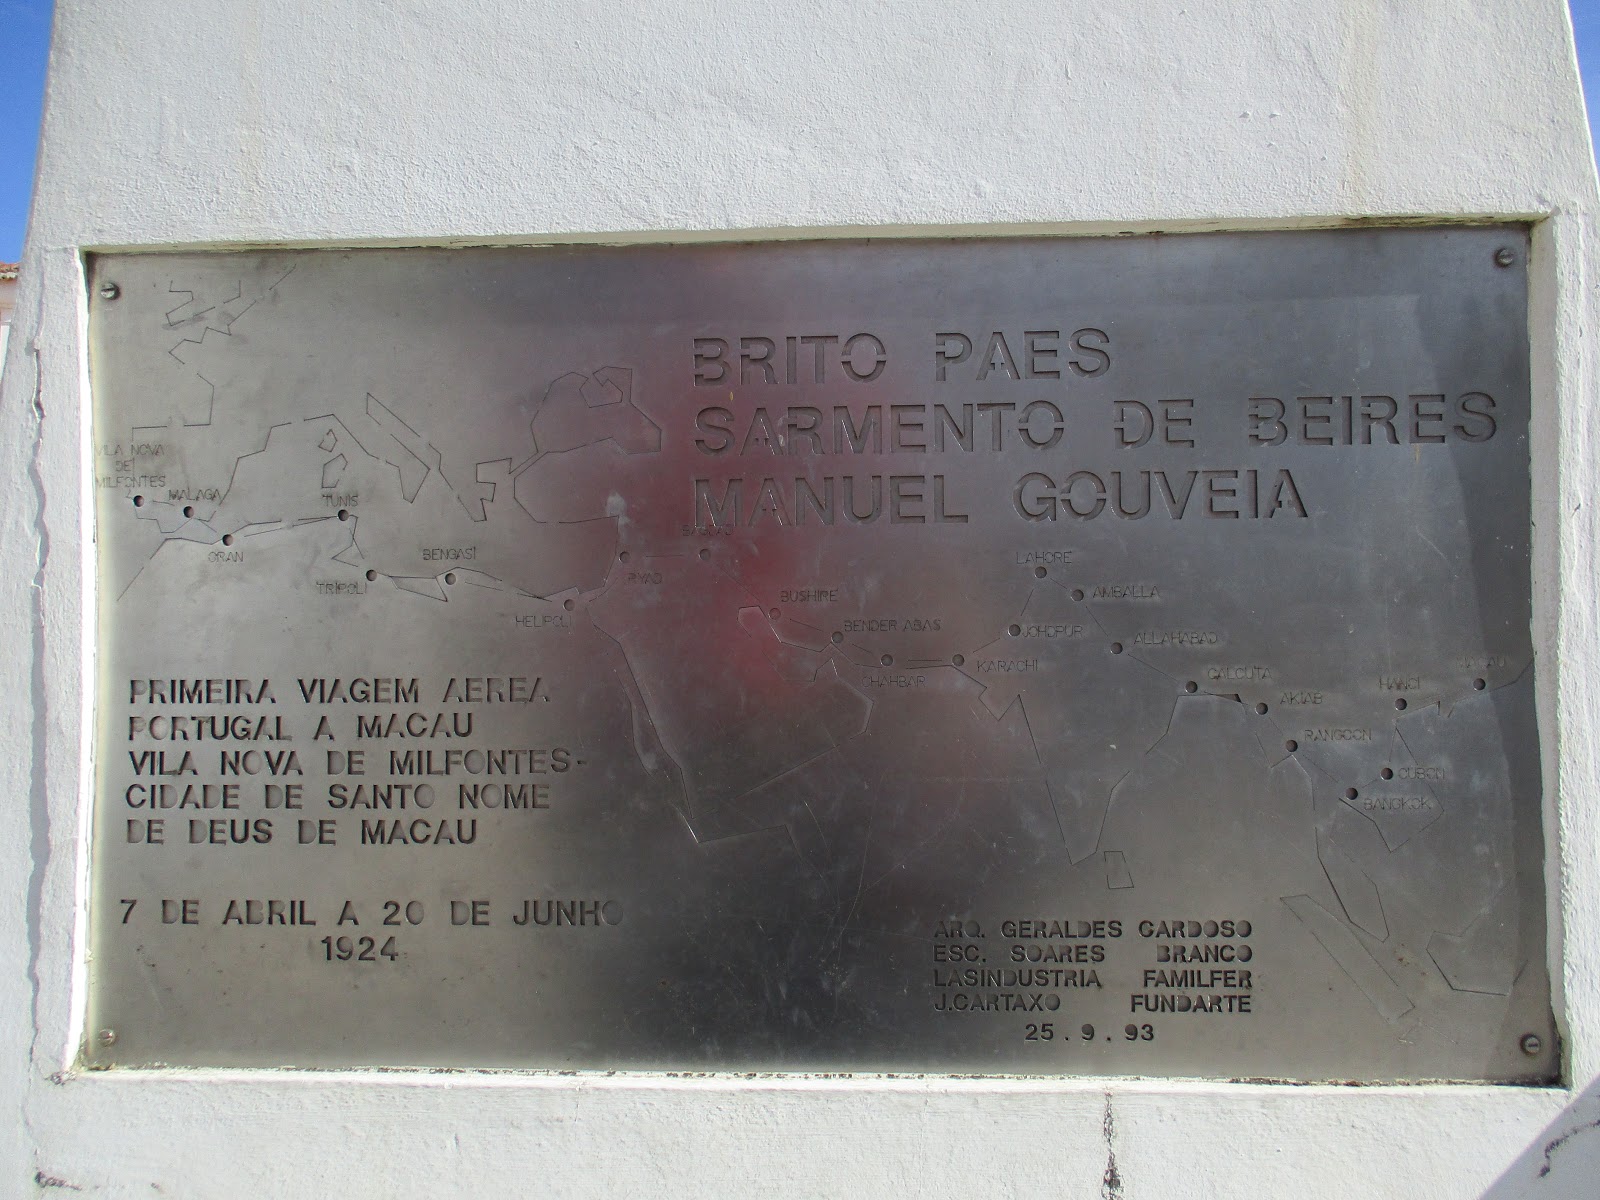 BRITO PAES
SARMENTO DE BEIRES
MANUEL GOUVEIA
VILA NOVA
DE
MILFONTES
MALAGA
ORAN
TUNIS
TRIPOLI
BENGASI
HELIPOLI
RYAD
BUSHIRE
BENDER ABAS
CHAHBAR
KARACHI
JOHDPUR
LAHORE
AMBALLA
ALLAHABAD
CALCUTA
AKIAB
RANGOON
BANGKOK
OUBON
HANOI
MACAU
PRIMEIRA VIAGEM AEREA
PORTUGAL A MACAU
VILA NOVA DE MILFONTES-
CIDADE DE SANTO NOME
DE DEUS DE MACAU
7 DE ABRIL A 20 DE JUNHO
1924
ARQ. GERALDES CARDOSO
ESC. SOARES BRANCO
LASINDUSTRIA FAMILFER
J.CARTAXO FUNDARTE
25.9.93